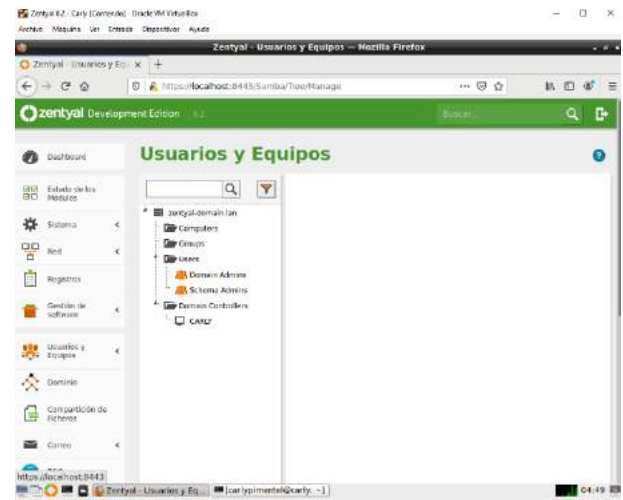 Zentyal 6.2 - Carly [Corriendo] - Oracle VM VirtualBox
Archivo Máquina Ver Entrada Dispositivos Ayuda
Zentyal - Usuarios y Equipos — Mozilla Firefox
Zentyal - Usuarios y Eq
https://localhost:8443/Samba/Tree/Manage
zentyal Development Edition 6.2
Buscar...
Dashboard
Usuarios y Equipos
Estado de los Módulos
Sistema
Red
Registros
Gestión de software
Usuarios y Equipos
Dominio
Compartición de Ficheros
Correo
zentyal-domain.lan
Computers
Groups
Users
Domain Admins
Schema Admins
Domain Controllers
CARLY
https://localhost:8443
Zentyal - Usuarios y Eq...
[carlypimentel@carly: ~]
04:49